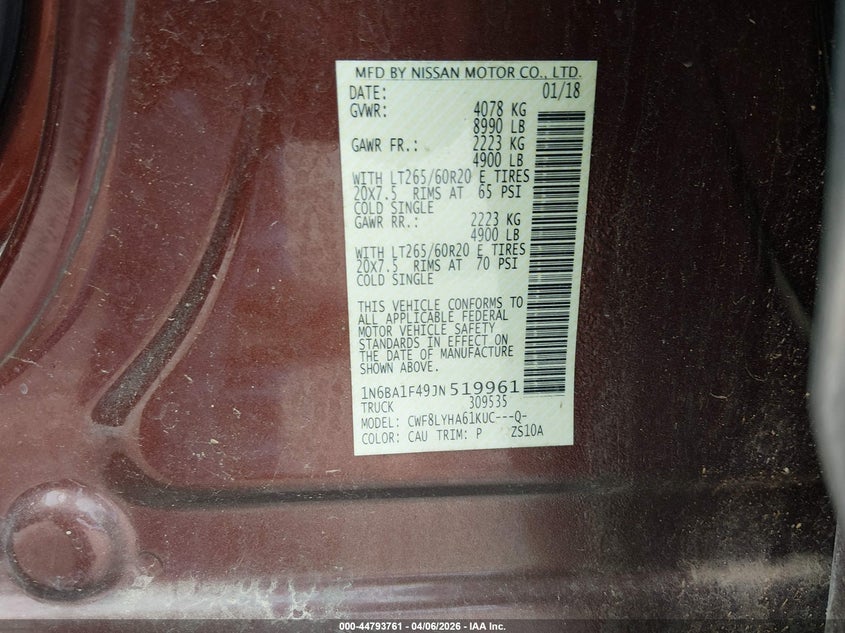 MFD BY NISSAN MOTOR CO., LTD.
DATE: 01/18
GVWR: 4078 KG
8990 LB
GAWR FR.: 2223 KG
4900 LB
WITH LT265/60R20 E TIRES
20X7.5 RIMS AT 65 PSI
COLD SINGLE
GAWR RR.: 2223 KG
4900 LB
WITH LT265/60R20 E TIRES
20X7.5 RIMS AT 70 PSI
COLD SINGLE
THIS VEHICLE CONFORMS TO
ALL APPLICABLE FEDERAL
MOTOR VEHICLE SAFETY
STANDARDS IN EFFECT ON
THE DATE OF MANUFACTURE
SHOWN ABOVE.
1N6BA1F49JN519961
TRUCK 309535
MODEL: CWF8LYHA61KUC---Q-
COLOR: CAU TRIM: P ZS10A
000-44793761 - 04/06/2026 - IAA Inc.